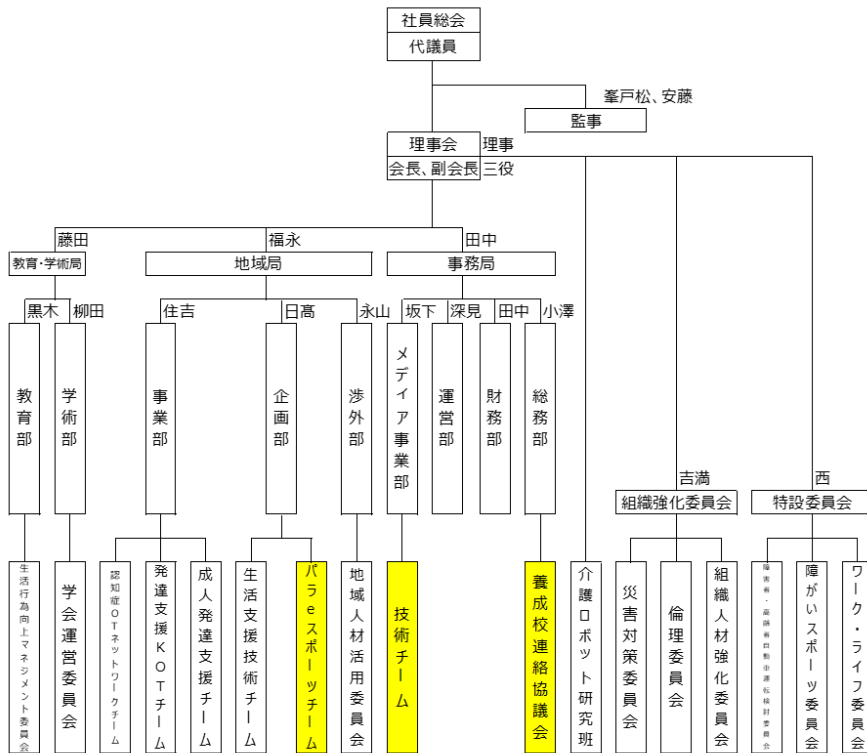 社員総会
代議員
峯戸松、安藤
監事
理事会 理事
会長、副会長 三役
藤田 福永 田中
教育・学術局 地域局 事務局
黒木 柳田 住吉 日髙 永山 坂下 深見 田中 小澤
教育部
学術部
事業部
企画部
渉外部
メディア事業部
運営部
財務部
総務部
吉満 西
組織強化委員会 特設委員会
生活行為向上マネジメント委員会
学会運営委員会
認知症OTネットワークチーム
発達支援KOTチーム
成人発達支援チーム
生活支援技術チーム
パラeスポーツチーム
地域人材活用委員会
技術チーム
養成校連絡協議会
介護ロボット研究班
災害対策委員会
倫理委員会
組織人材強化委員会
障害者・高齢者自動車運転検討委員会
障がいスポーツ委員会
ワーク・ライフ委員会